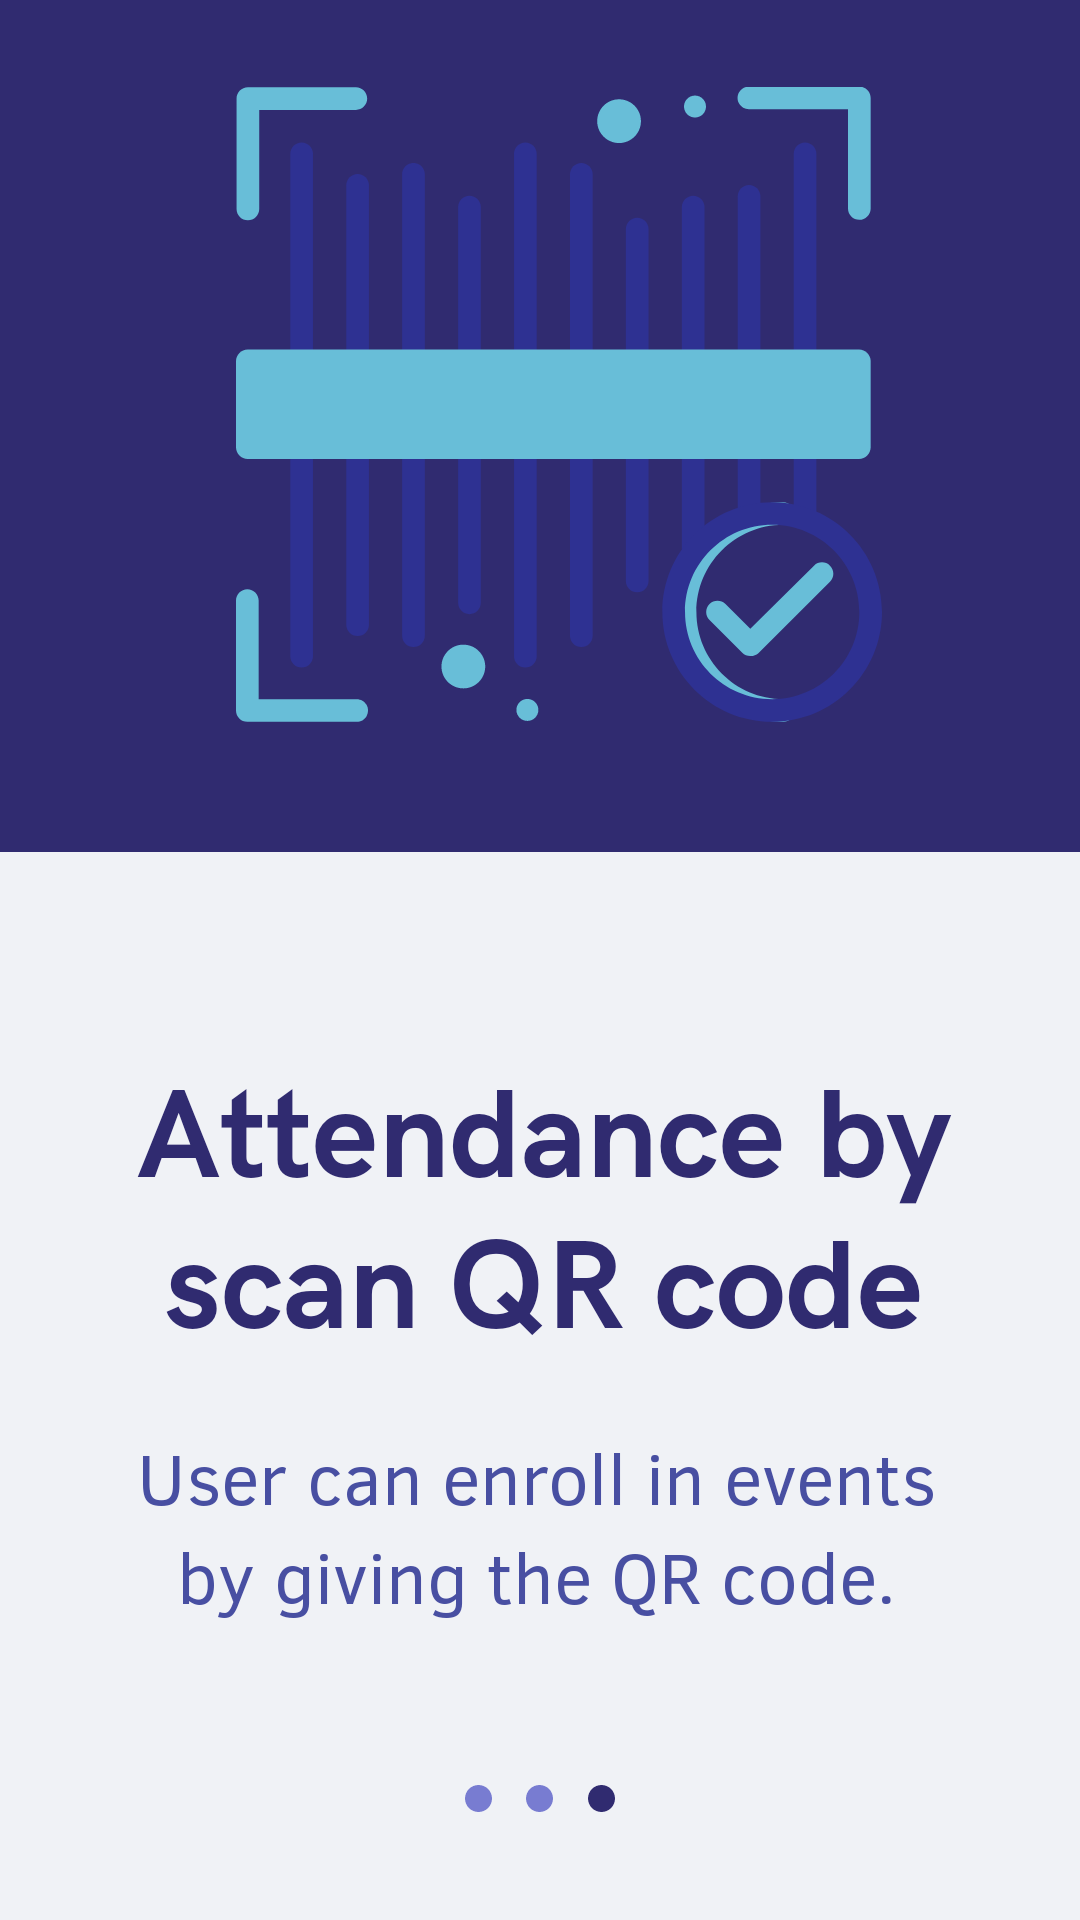 Attendance by
scan QR code
User can enroll in events
by giving the QR code.